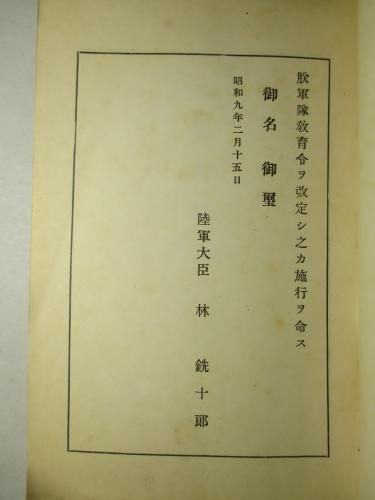 朕軍隊教育令ヲ改定シ之カ施行ヲ命ス
御名御璽
昭和九年二月十五日
陸軍大臣 林 銑十郎